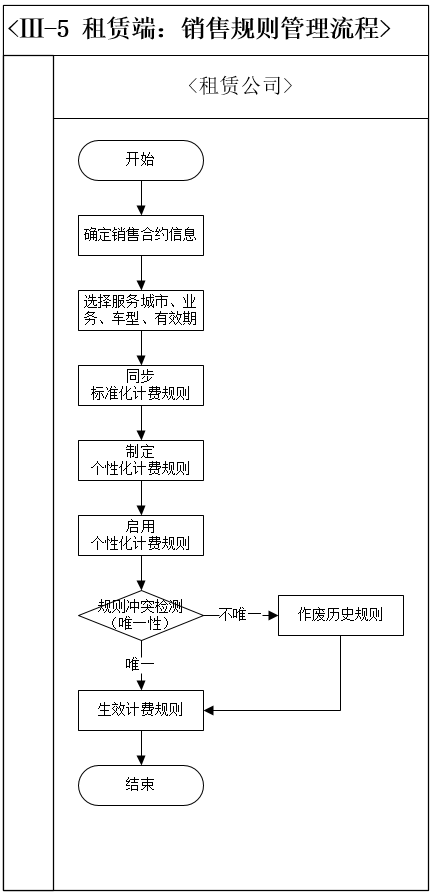 <III-5 租赁端：销售规则管理流程>
<租赁公司>
开始
确定销售合约信息
选择服务城市、业
务、车型、有效期
同步
标准化计费规则
制定
个性化计费规则
启用
个性化计费规则
规则冲突检测
（唯一性）
不唯一
作废历史规则
唯一
生效计费规则
结束